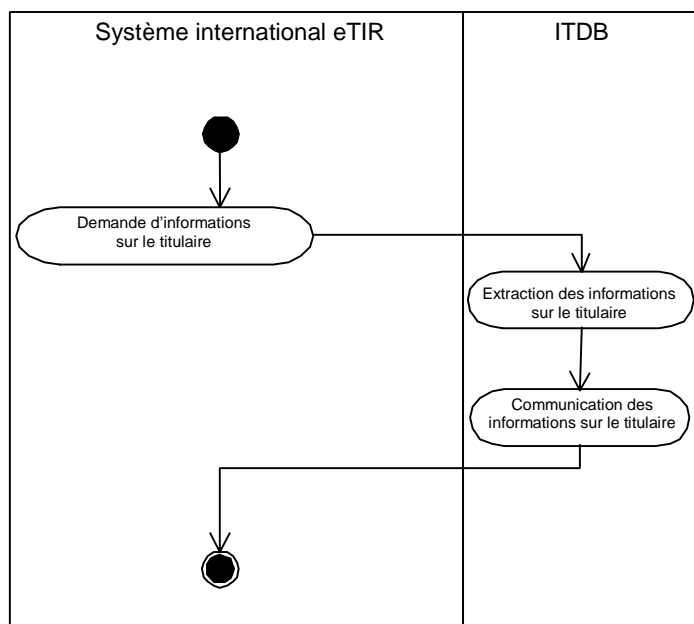 Système international eTIR
ITDB
Demande d'informations
sur le titulaire
Extraction des informations
sur le titulaire
Communication des
informations sur le titulaire